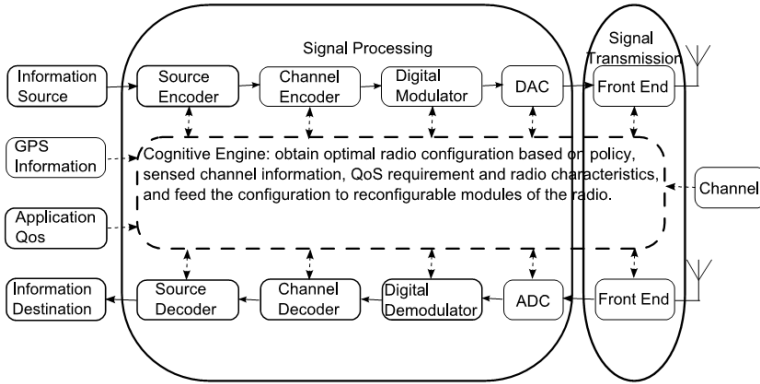 Signal Processing
Signal
Transmission
Information
Source
Source
Encoder
Channel
Encoder
Digital
Modulator
DAC
Front End
GPS
Information
Cognitive Engine: obtain optimal radio configuration based on policy,
sensed channel information, QoS requirement and radio characteristics,
and feed the configuration to reconfigurable modules of the radio.
Channel
Application
Qos
Information
Destination
Source
Decoder
Channel
Decoder
Digital
Demodulator
ADC
Front End